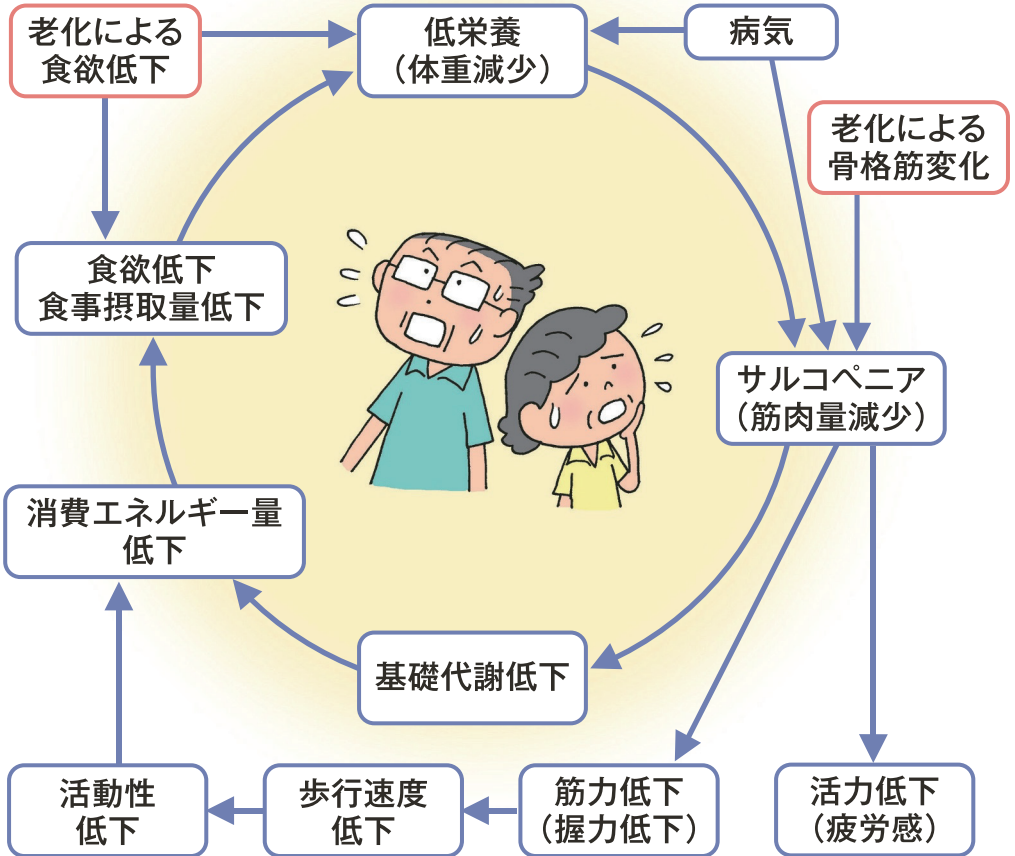 老化による
食欲低下
低栄養
（体重減少）
病気
老化による
骨格筋変化
食欲低下
食事摂取量低下
サルコペニア
（筋肉量減少）
消費エネルギー量
低下
基礎代謝低下
活動性
低下
歩行速度
低下
筋力低下
（握力低下）
活力低下
（疲労感）